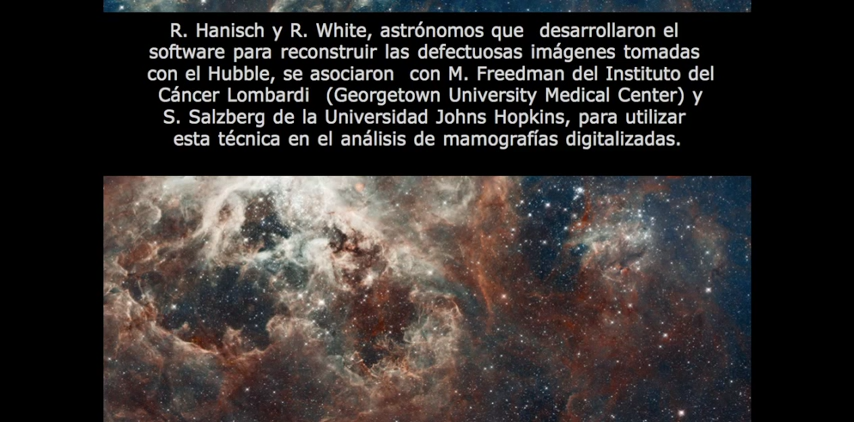 R. Hanisch y R. White, astrónomos que desarrollaron el
software para reconstruir las defectuosas imágenes tomadas
con el Hubble, se asociaron con M. Freedman del Instituto del
Cáncer Lombardi (Georgetown University Medical Center) y
S. Salzberg de la Universidad Johns Hopkins, para utilizar
esta técnica en el análisis de mamografías digitalizadas.